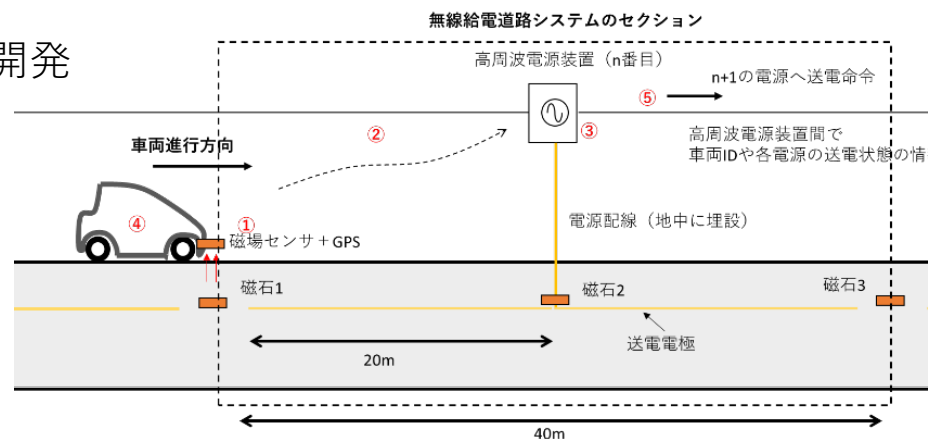 無線給電道路システムのセクション
開発
高周波電源装置（n番目）
n+1の電源へ送電命令
⑤
②
③
車両進行方向
高周波電源装置間で
車両IDや各電源の送電状態の情
④
①
電源配線（地中に埋設）
磁場センサ＋GPS
磁石1
磁石2
磁石3
送電電極
20m
40m